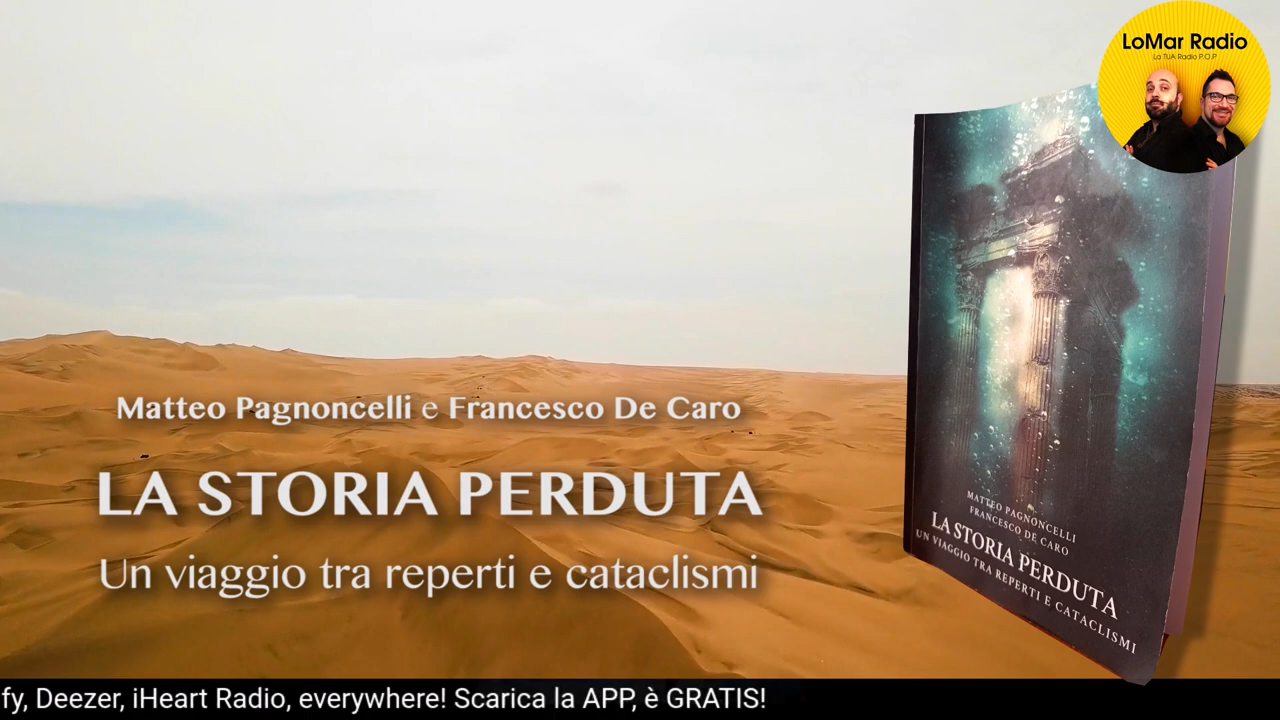 LoMar Radio
La TUA Radio P.O.P
Matteo Pagnoncelli e Francesco De Caro
LA STORIA PERDUTA
Un viaggio tra reperti e cataclismi
MATTEO PAGNONCELLI
FRANCESCO DE CARO
LA STORIA PERDUTA
UN VIAGGIO TRA REPERTI E CATACLISMI
fy, Deezer, iHeart Radio, everywhere! Scarica la APP, è GRATIS!